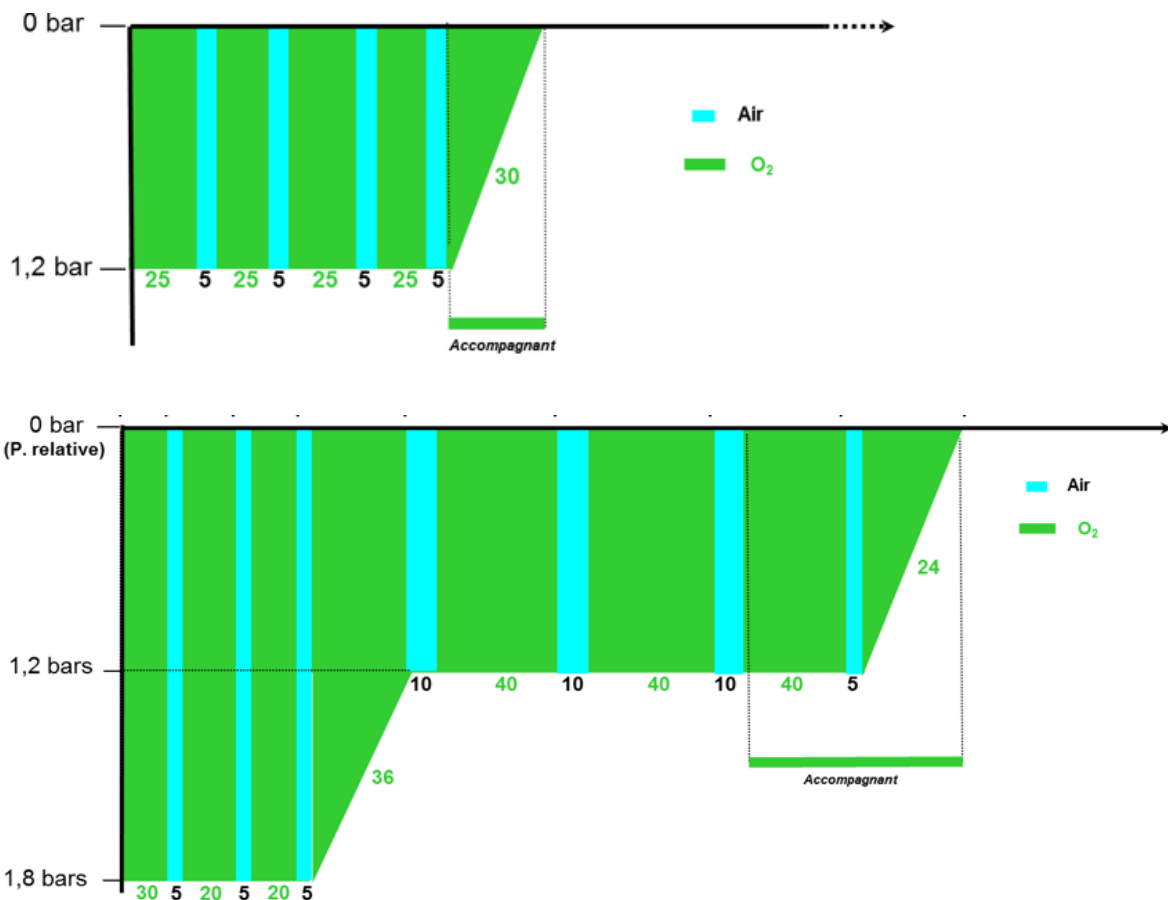 0 bar
Air
O₂
30
1,2 bar
25 5 25 5 25 5 25 5
Accompagnant
0 bar
(P. relative)
Air
O₂
24
1,2 bars
10 40 10 40 10 40 5
36
Accompagnant
1,8 bars
30 5 20 5 20 5